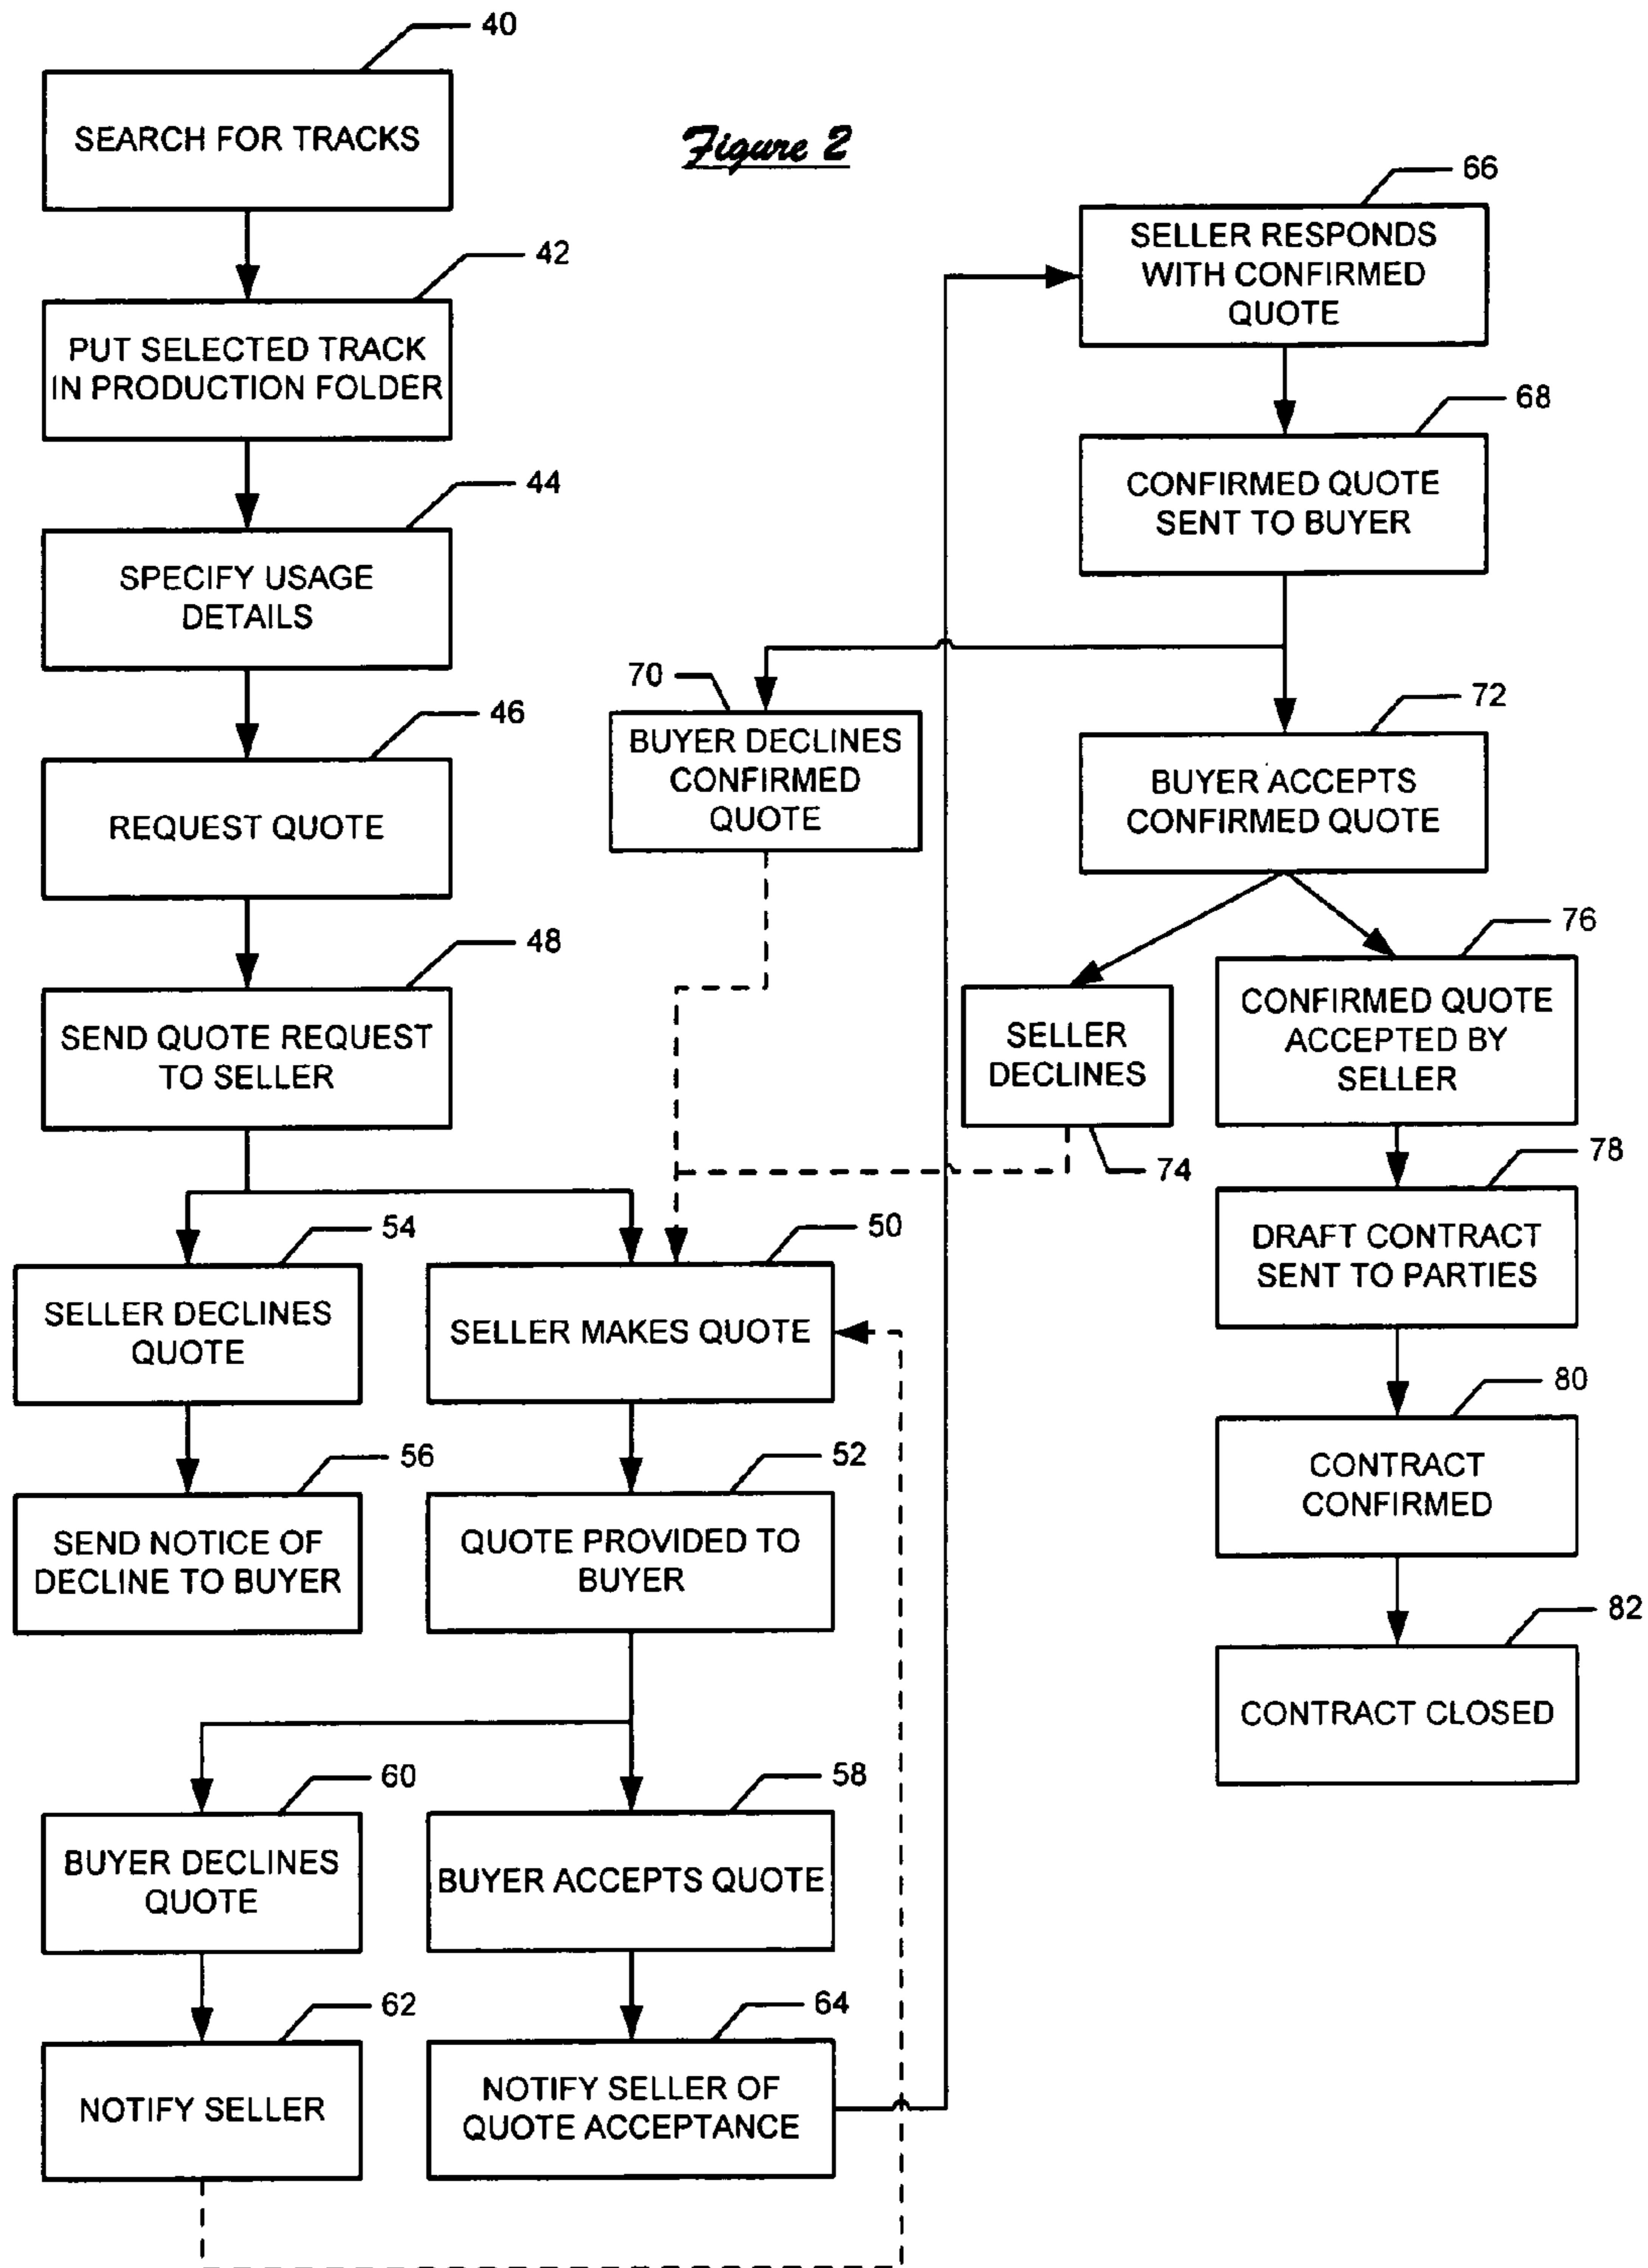 40
SEARCH FOR TRACKS
Figure 2
42
PUT SELECTED TRACK
IN PRODUCTION FOLDER
44
SPECIFY USAGE
DETAILS
46
REQUEST QUOTE
48
SEND QUOTE REQUEST
TO SELLER
54
SELLER DECLINES
QUOTE
50
SELLER MAKES QUOTE
56
SEND NOTICE OF
DECLINE TO BUYER
52
QUOTE PROVIDED TO
BUYER
60
BUYER DECLINES
QUOTE
58
BUYER ACCEPTS QUOTE
62
NOTIFY SELLER
64
NOTIFY SELLER OF
QUOTE ACCEPTANCE
66
SELLER RESPONDS
WITH CONFIRMED
QUOTE
68
CONFIRMED QUOTE
SENT TO BUYER
70
BUYER DECLINES
CONFIRMED
QUOTE
72
BUYER ACCEPTS
CONFIRMED QUOTE
SELLER
DECLINES
74
76
CONFIRMED QUOTE
ACCEPTED BY
SELLER
78
DRAFT CONTRACT
SENT TO PARTIES
80
CONTRACT
CONFIRMED
82
CONTRACT CLOSED